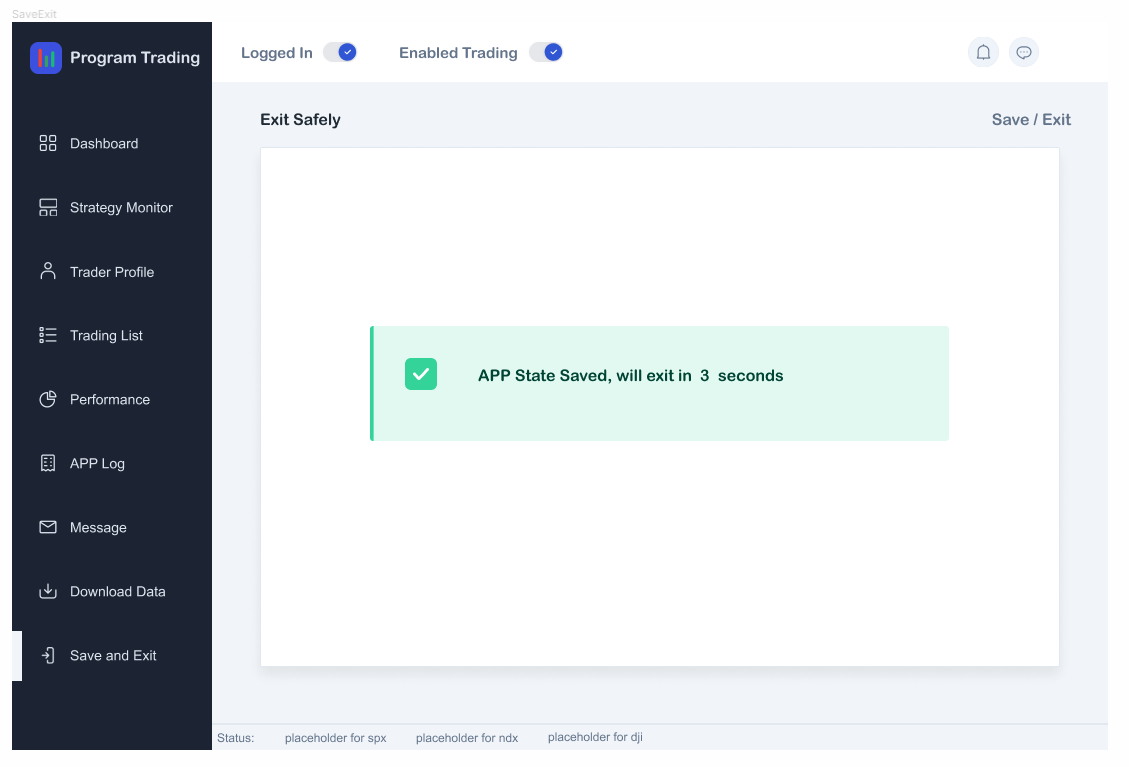 SaveExit
Program Trading
Logged In
Enabled Trading
Exit Safely
Save / Exit
Dashboard
Strategy Monitor
Trader Profile
Trading List
Performance
APP Log
Message
Download Data
Save and Exit
APP State Saved, will exit in 3 seconds
Status:
placeholder for spx
placeholder for ndx
placeholder for dji